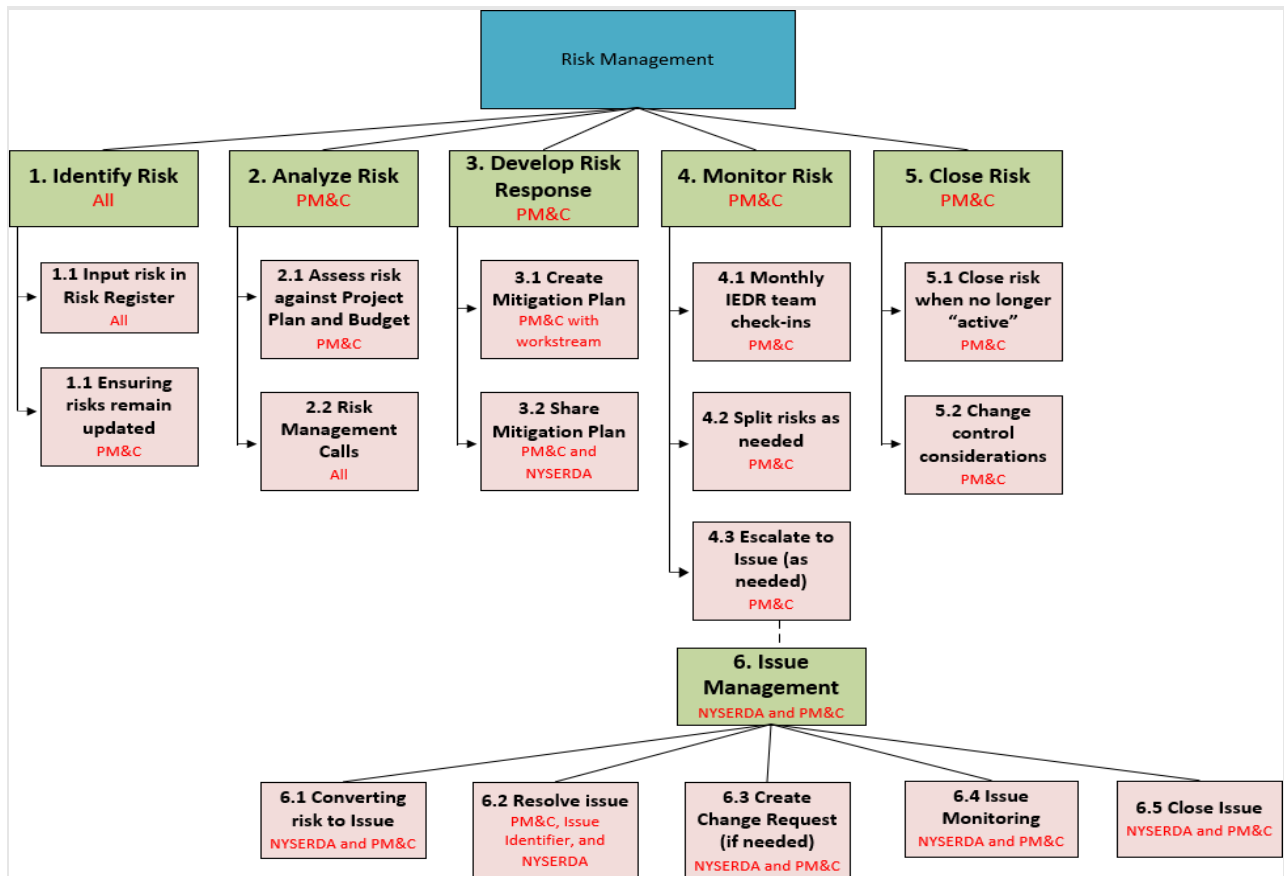 Risk Management
1. Identify Risk
All
2. Analyze Risk
PM&C
3. Develop Risk
Response
PM&C
4. Monitor Risk
PM&C
5. Close Risk
PM&C
1.1 Input risk in
Risk Register
All
2.1 Assess risk
against Project
Plan and Budget
PM&C
3.1 Create
Mitigation Plan
PM&C with
workstream
4.1 Monthly
IEDR team
check-ins
PM&C
5.1 Close risk
when no longer
“active”
PM&C
1.1 Ensuring
risks remain
updated
PM&C
2.2 Risk
Management
Calls
All
3.2 Share
Mitigation Plan
PM&C and
NYSERDA
4.2 Split risks as
needed
PM&C
5.2 Change
control
considerations
PM&C
4.3 Escalate to
Issue (as
needed)
PM&C
6. Issue
Management
NYSERDA and PM&C
6.1 Converting
risk to Issue
NYSERDA and PM&C
6.2 Resolve issue
PM&C, Issue
Identifier, and
NYSERDA
6.3 Create
Change Request
(if needed)
NYSERDA and PM&C
6.4 Issue
Monitoring
NYSERDA and PM&C
6.5 Close Issue
NYSERDA and PM&C